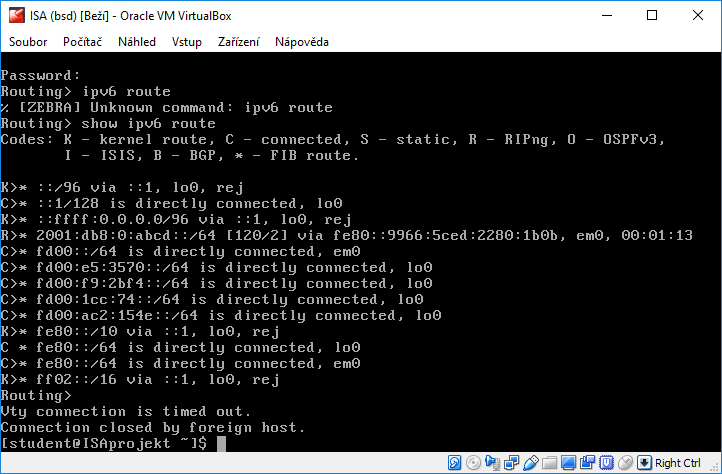 ISA (bsd) [Beží] - Oracle VM VirtualBox
Soubor Počítač Náhled Vstup Zařízení Nápověda
Password:
Routing> ipv6 route
% [ZEBRA] Unknown command: ipv6 route
Routing> show ipv6 route
Codes: K - kernel route, C - connected, S - static, R - RIPng, O - OSPFv3,
       I - ISIS, B - BGP, * - FIB route.
K>* ::/96 via ::1, lo0, rej
C>* ::1/128 is directly connected, lo0
K>* ::ffff:0.0.0.0/96 via ::1, lo0, rej
R>* 2001:db8:0:abcd::/64 [120/2] via fe80::9966:5ced:2280:1b0b, em0, 00:01:13
C>* fd00::/64 is directly connected, em0
C>* fd00:e5:3570::/64 is directly connected, lo0
C>* fd00:f9:2bf4::/64 is directly connected, lo0
C>* fd00:1cc:74::/64 is directly connected, lo0
C>* fd00:ac2:154e::/64 is directly connected, lo0
K>* fe80::/10 via ::1, lo0, rej
C * fe80::/64 is directly connected, lo0
C>* fe80::/64 is directly connected, em0
K>* ff02::/16 via ::1, lo0, rej
Routing>
Vty connection is timed out.
Connection closed by foreign host.
[student@ISAprojekt ~]$
Right Ctrl